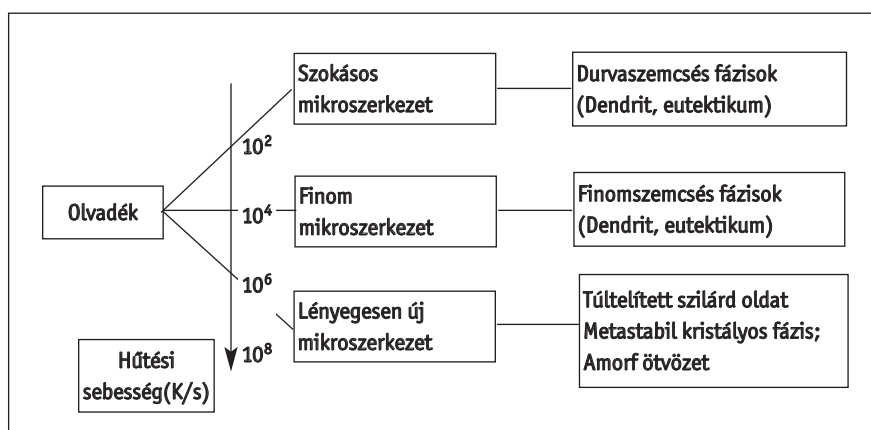 Szokásos
mikroszerkezet
Durvaszemcsés fázisok
(Dendrit, eutektikum)
10²
Olvadék
Finom
mikroszerkezet
Finomszemcsés fázisok
(Dendrit, eutektikum)
10⁴
10⁶
Lényegesen új
mikroszerkezet
Túltelített szilárd oldat
Metastabil kristályos fázis;
Amorf ötvözet
10⁸
Hűtési
sebesség(K/s)